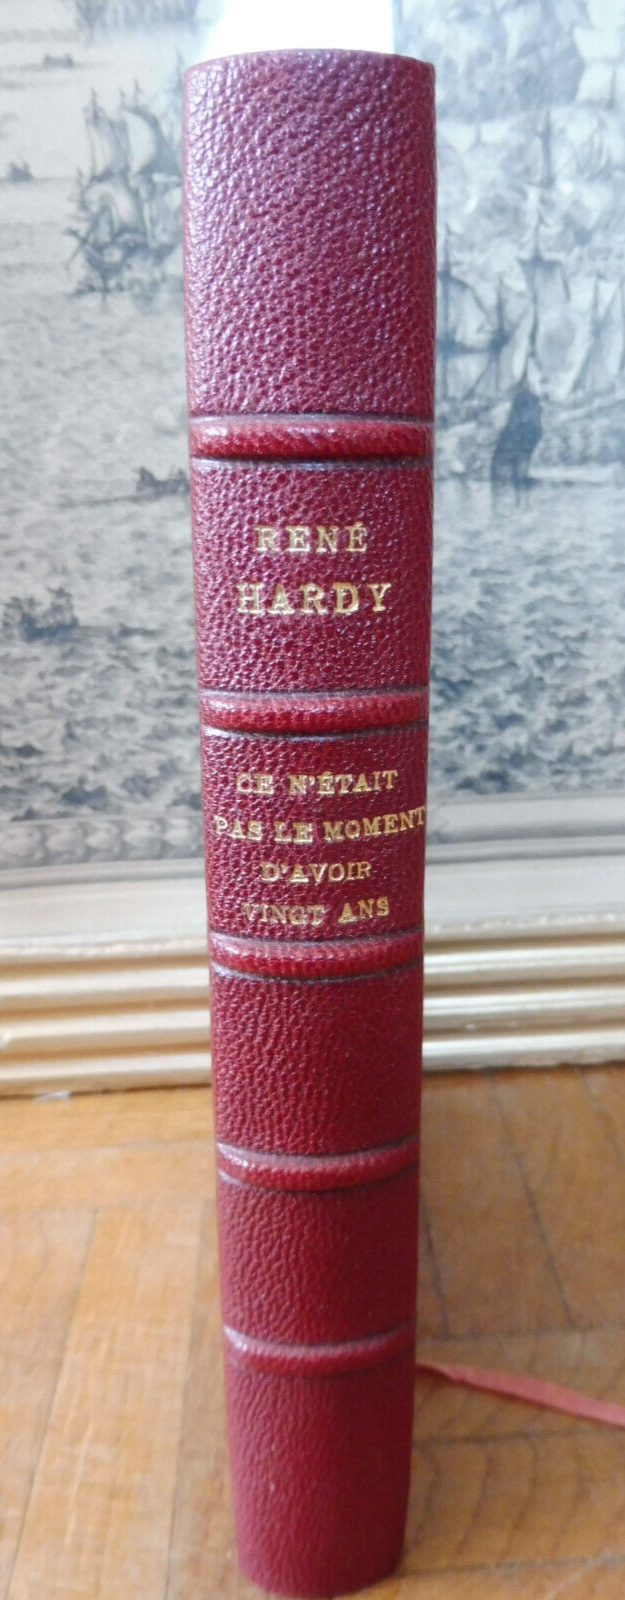 RENÉ
HARDY
CE N'ÉTAIT
PAS LE MOMENT
D'AVOIR
VINGT ANS